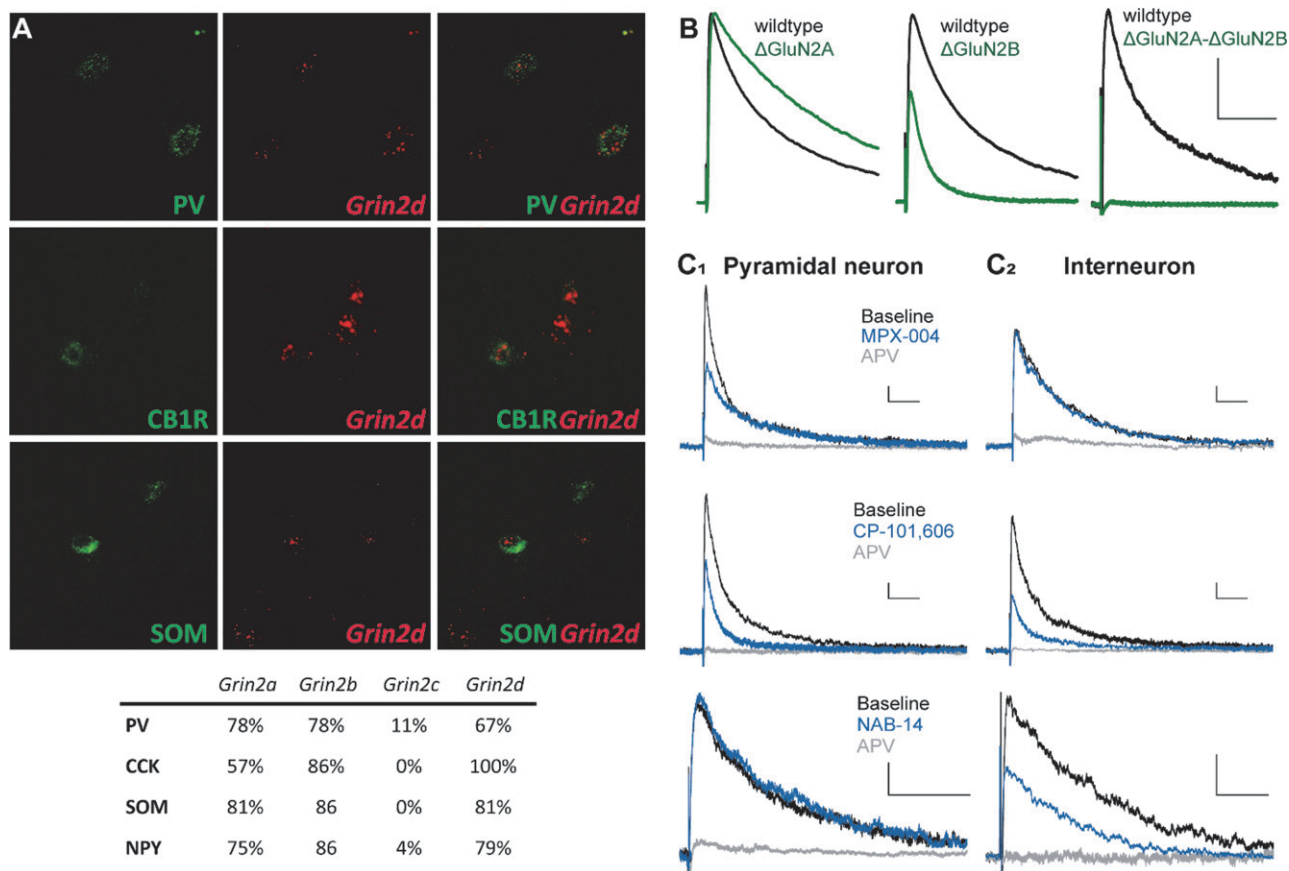 A
PV
Grin2d
PV Grin2d
CB1R
Grin2d
CB1R Grin2d
SOM
Grin2d
SOM Grin2d
Grin2a Grin2b Grin2c Grin2d
PV 78% 78% 11% 67%
CCK 57% 86% 0% 100%
SOM 81% 86 0% 81%
NPY 75% 86 4% 79%
B
wildtype
ΔGluN2A
wildtype
ΔGluN2B
wildtype
ΔGluN2A-ΔGluN2B
C₁ Pyramidal neuron
C₂ Interneuron
Baseline
MPX-004
APV
Baseline
CP-101,606
APV
Baseline
NAB-14
APV